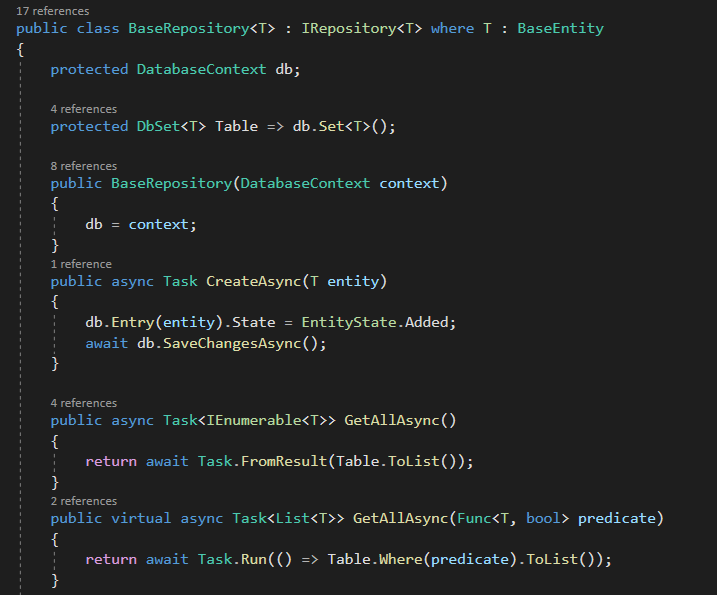 17 references
public class BaseRepository<T> : IRepository<T> where T : BaseEntity
{
protected DatabaseContext db;
4 references
protected DbSet<T> Table => db.Set<T>();
8 references
public BaseRepository(DatabaseContext context)
{
db = context;
}
1 reference
public async Task CreateAsync(T entity)
{
db.Entry(entity).State = EntityState.Added;
await db.SaveChangesAsync();
}
4 references
public async Task<IEnumerable<T>> GetAllAsync()
{
return await Task.FromResult(Table.ToList());
}
2 references
public virtual async Task<List<T>> GetAllAsync(Func<T, bool> predicate)
{
return await Task.Run(() => Table.Where(predicate).ToList());
}